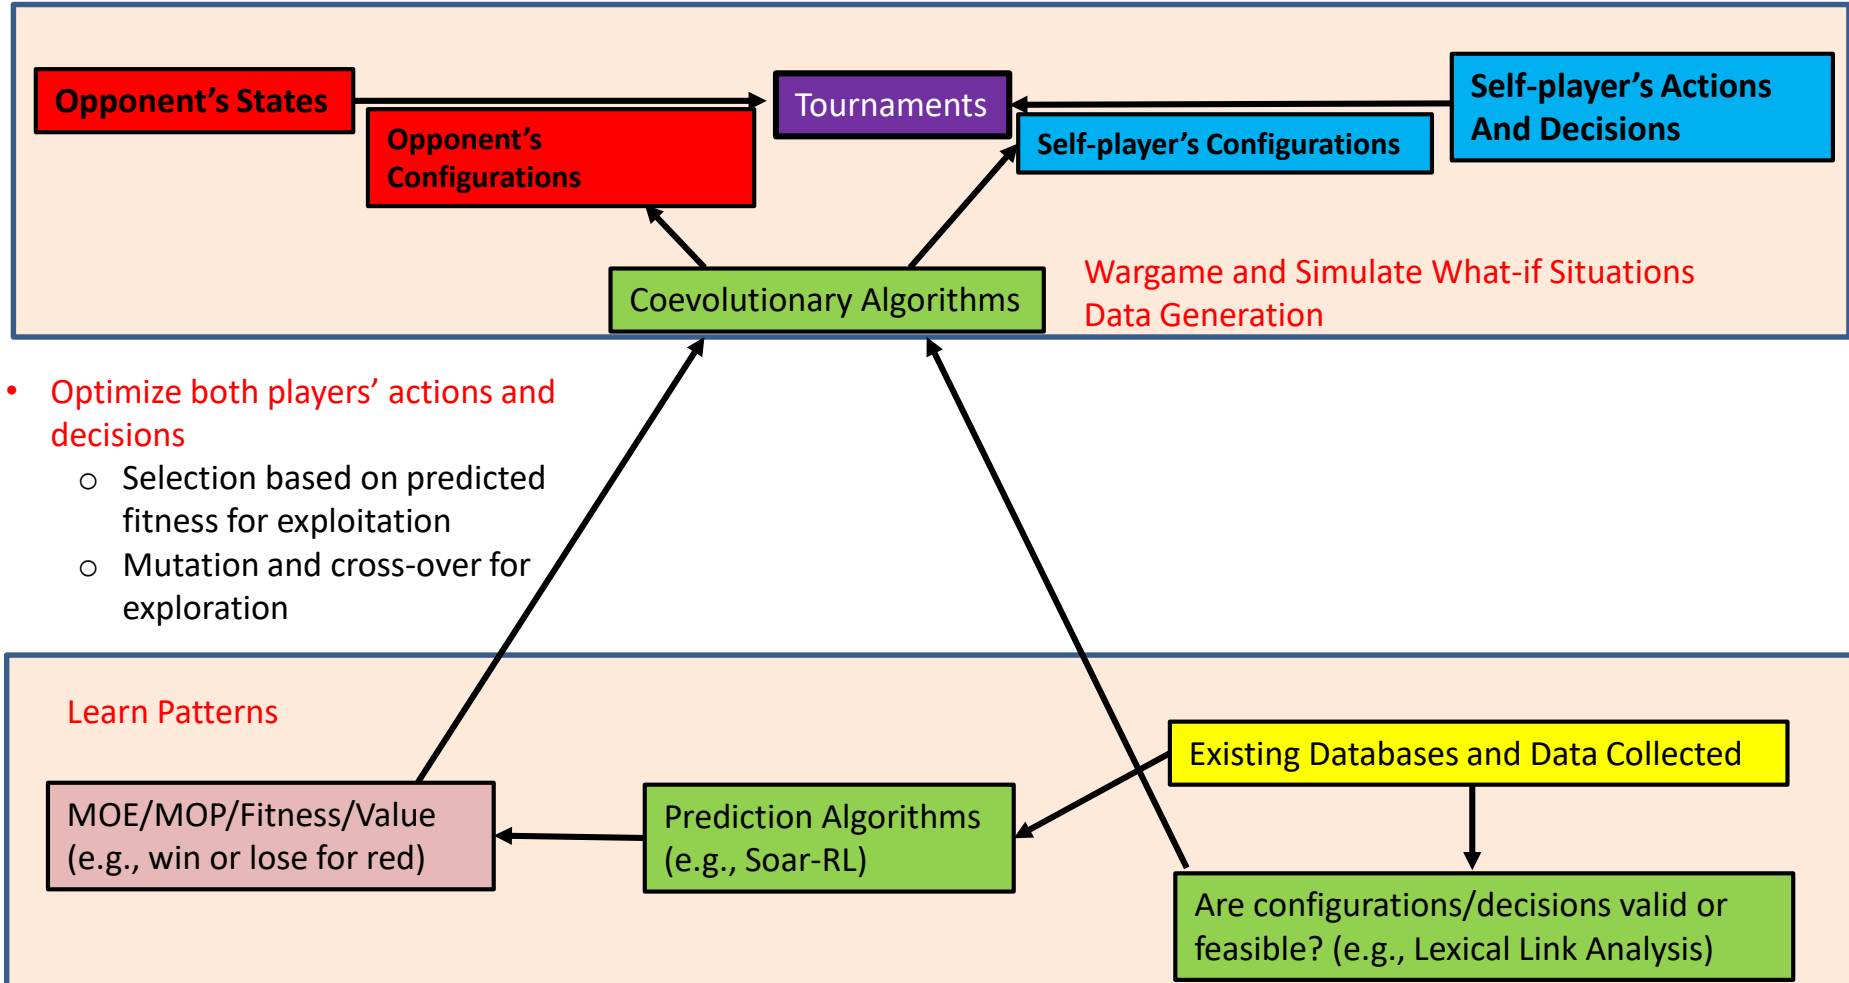 Opponent’s States
Opponent’s
Configurations
Tournaments
Self-player’s Configurations
Self-player’s Actions
And Decisions
Coevolutionary Algorithms
Wargame and Simulate What-if Situations
Data Generation
• Optimize both players’ actions and
decisions
o Selection based on predicted
fitness for exploitation
o Mutation and cross-over for
exploration
Learn Patterns
MOE/MOP/Fitness/Value
(e.g., win or lose for red)
Prediction Algorithms
(e.g., Soar-RL)
Existing Databases and Data Collected
Are configurations/decisions valid or
feasible? (e.g., Lexical Link Analysis)